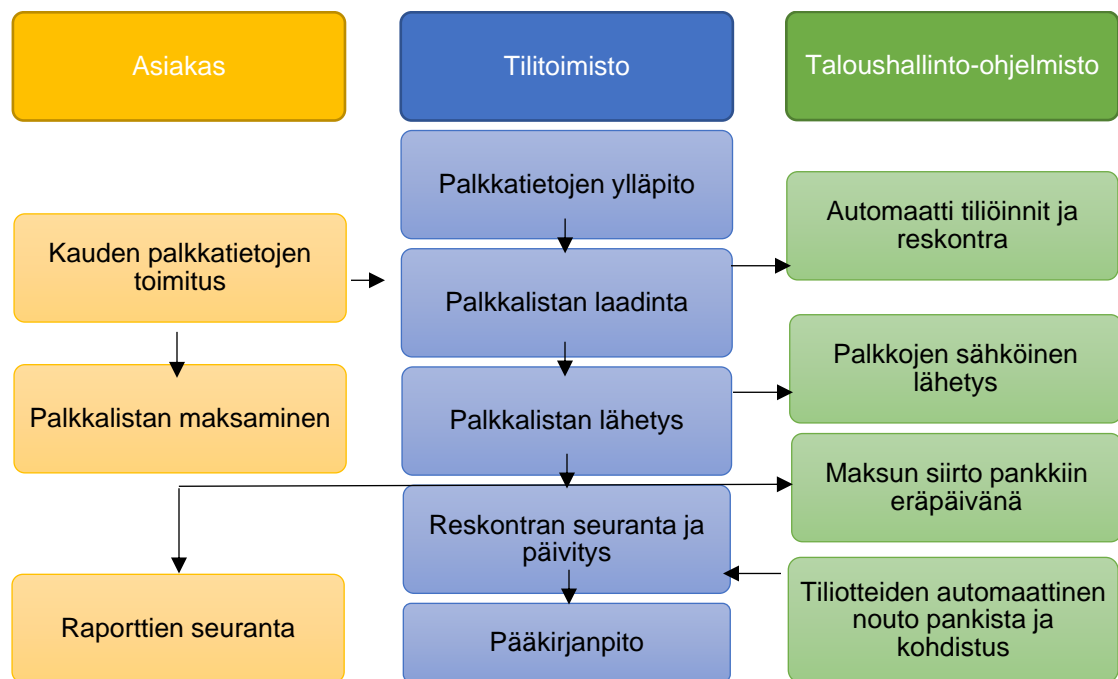 Asiakas
Tilitoimisto
Taloushallinto-ohjelmisto
Palkkatietojen ylläpito
Automaatti tiliöinnit ja
reskontra
Kauden palkkatietojen
toimitus
Palkkalistan laadinta
Palkkojen sähköinen
lähetys
Palkkalistan maksaminen
Palkkalistan lähetys
Maksun siirto pankkiin
eräpäivänä
Reskontran seuranta ja
päivitys
Tiliotteiden automaattinen
nouto pankista ja
kohdistus
Raporttien seuranta
Pääkirjanpito